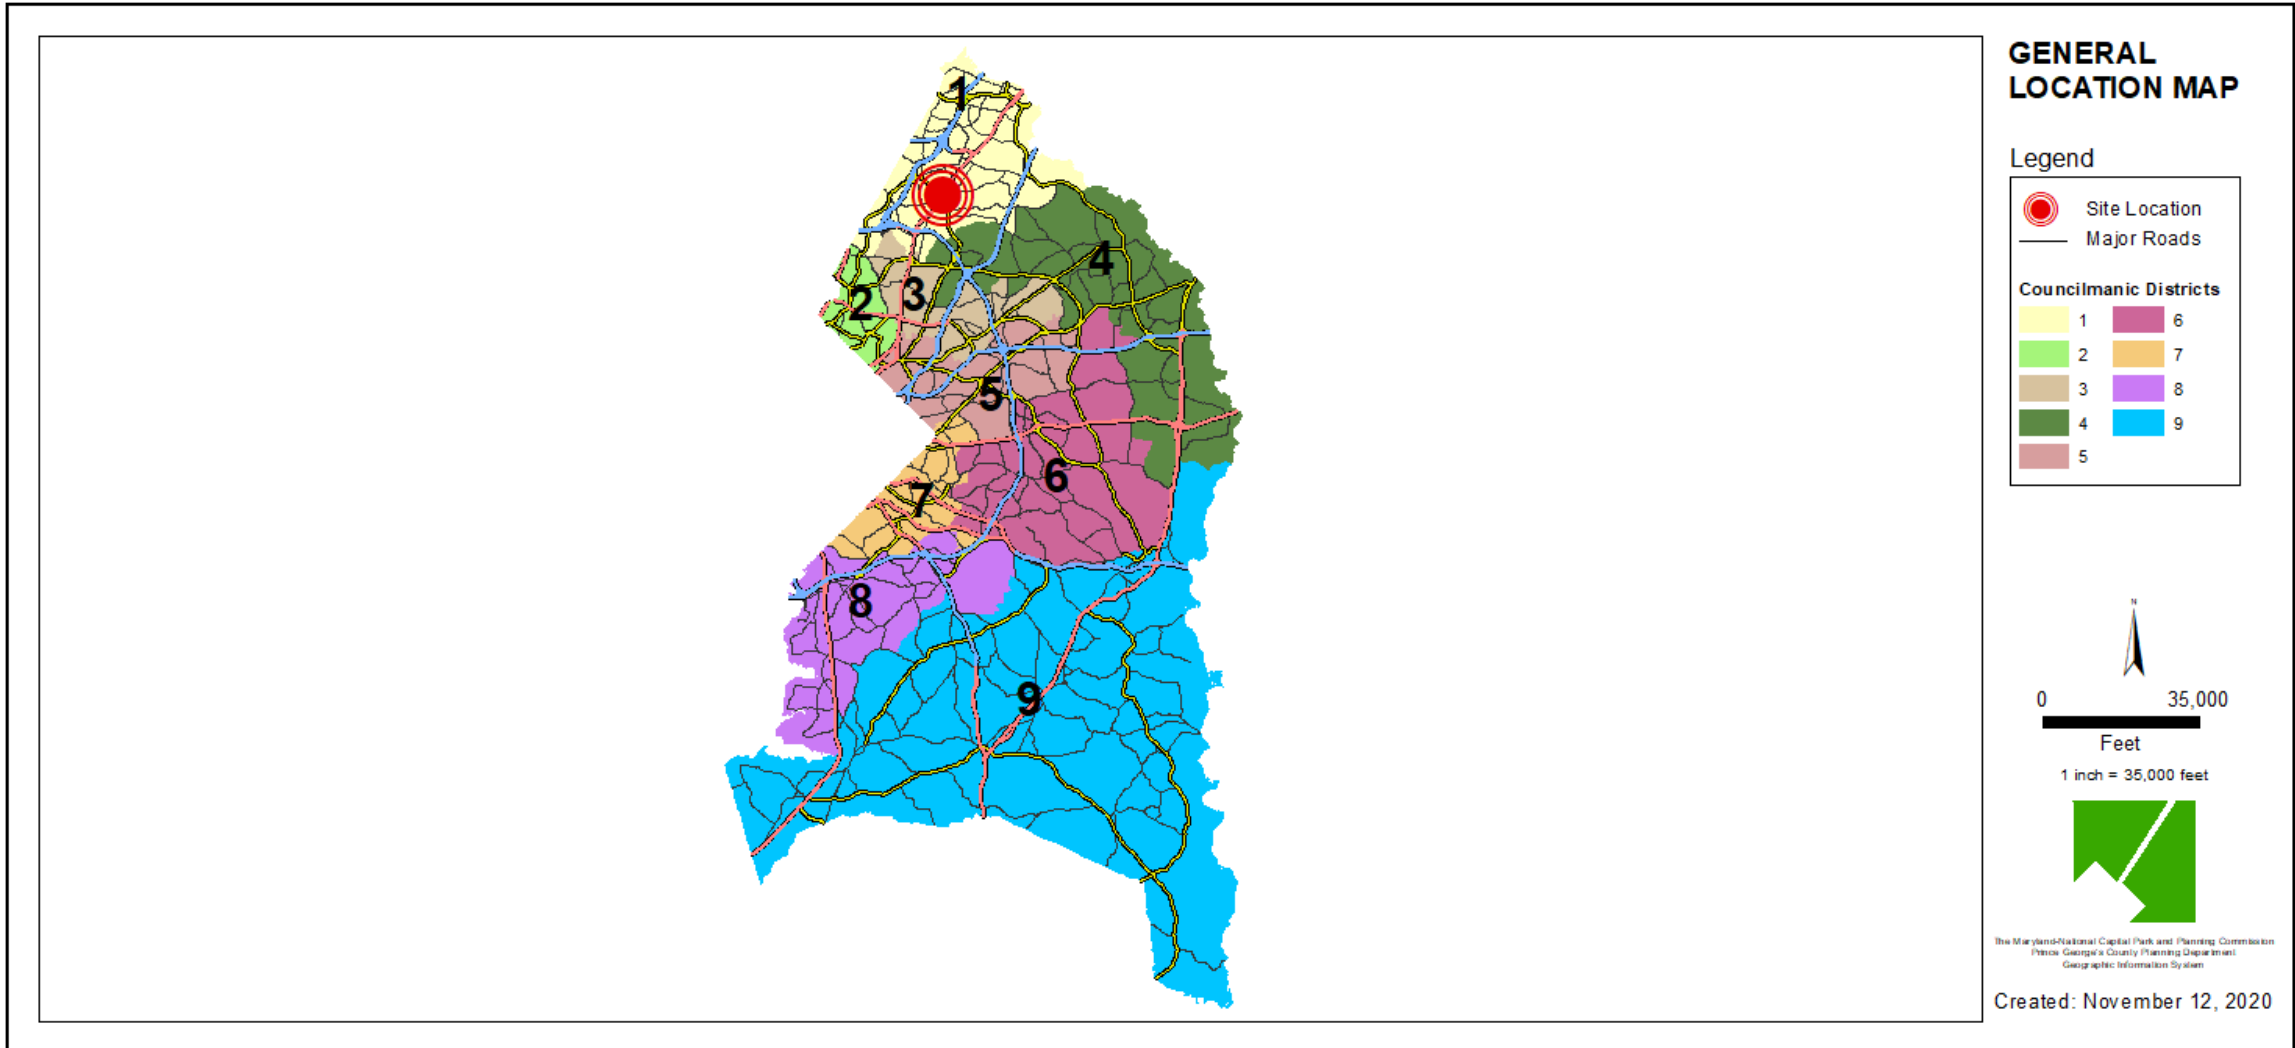 GENERAL
LOCATION MAP
Legend
Site Location
Major Roads
Councilmanic Districts
1 6
2 7
3 8
4 9
5
1
4
2
3
5
6
7
8
9
N
0 35,000
Feet
1 inch = 35,000 feet
The Maryland-National Capital Park and Planning Commission
Prince George's County Planning Department
Geographic Information System
Created: November 12, 2020